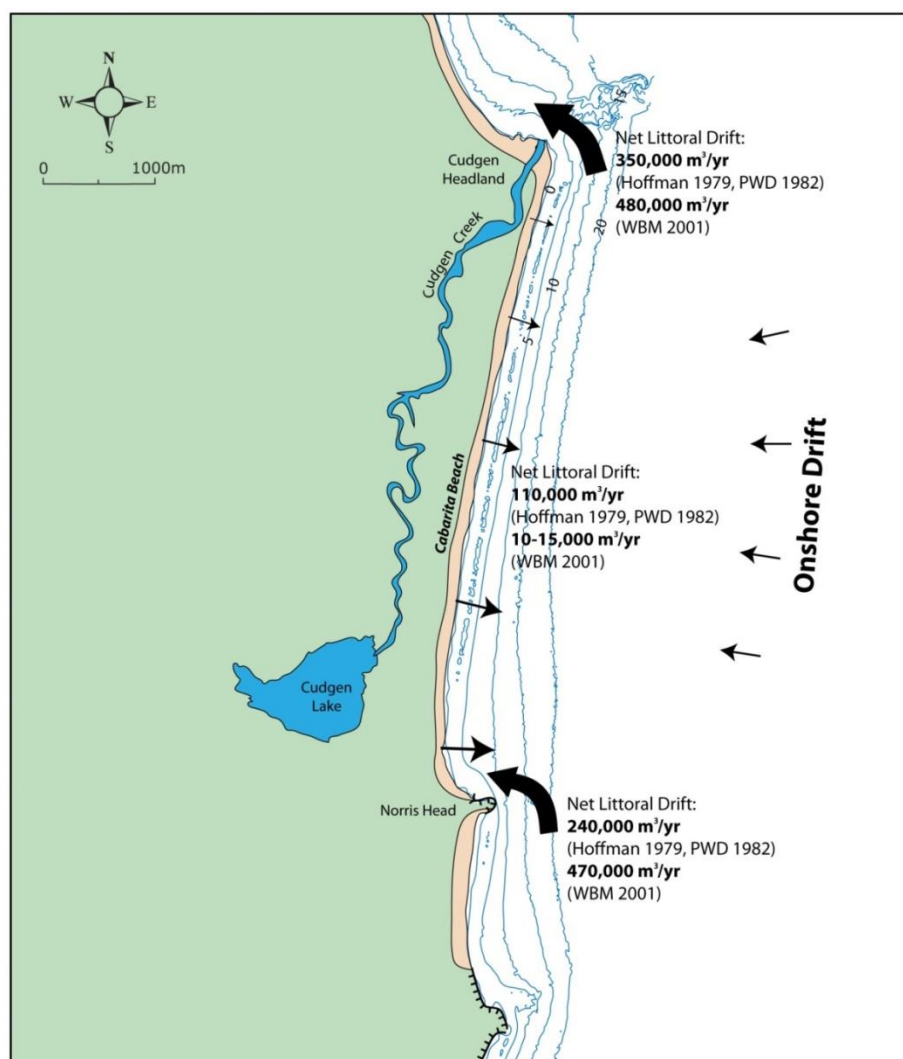 N
W E
S
0 1000m
15
Cudgen
Headland
Net Littoral Drift:
350,000 m³/yr
(Hoffman 1979, PWD 1982)
480,000 m³/yr
(WBM 2001)
0
20
Cudgen Creek
10
5
Onshore Drift
Cabarita Beach
Net Littoral Drift:
110,000 m³/yr
(Hoffman 1979, PWD 1982)
10-15,000 m³/yr
(WBM 2001)
Cudgen
Lake
Norris Head
Net Littoral Drift:
240,000 m³/yr
(Hoffman 1979, PWD 1982)
470,000 m³/yr
(WBM 2001)